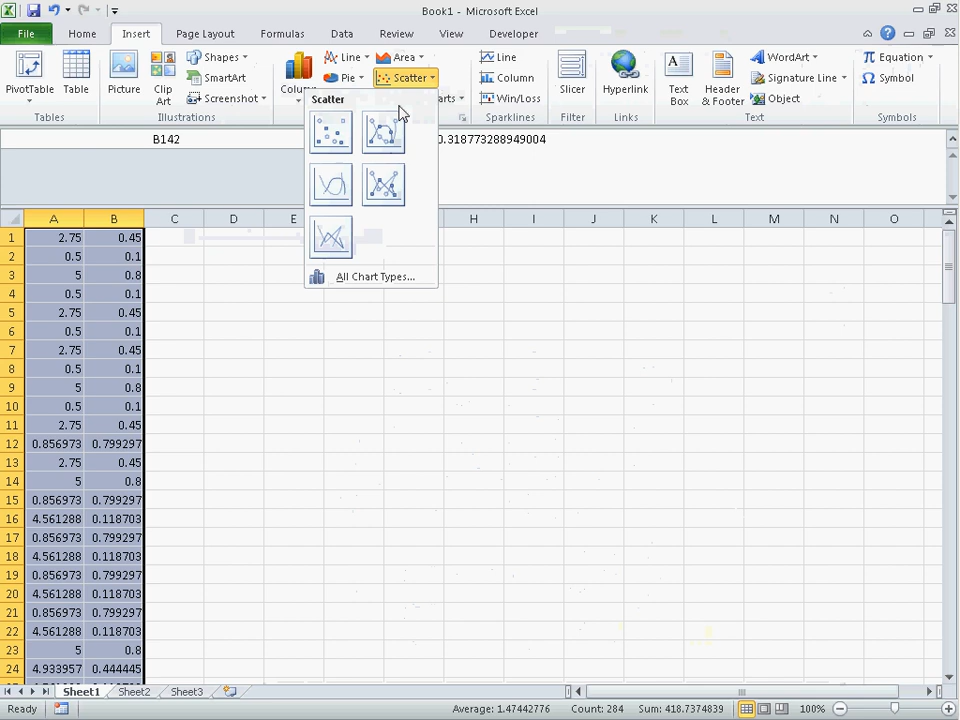 Book1 - Microsoft Excel
File Home Insert Page Layout Formulas Data Review View Developer
PivotTable Table Picture Clip Art Shapes SmartArt Screenshot Line Area Pie Scatter Line Column Win/Loss Slicer Hyperlink Text Box Header & Footer WordArt Signature Line Object Equation Symbol
Tables Illustrations Sparklines Filter Links Text Symbols
Scatter
All Chart Types...
B142 0.318773288949004
A B C D E H I J K L M N O
1 2.75 0.45
2 0.5 0.1
3 5 0.8
4 0.5 0.1
5 2.75 0.45
6 0.5 0.1
7 2.75 0.45
8 0.5 0.1
9 5 0.8
10 0.5 0.1
11 2.75 0.45
12 0.856973 0.799297
13 2.75 0.45
14 5 0.8
15 0.856973 0.799297
16 4.561288 0.118703
17 0.856973 0.799297
18 4.561288 0.118703
19 0.856973 0.799297
20 4.561288 0.118703
21 0.856973 0.799297
22 4.561288 0.118703
23 5 0.8
24 4.933957 0.444445
Sheet1 Sheet2 Sheet3
Ready Average: 1.47442776 Count: 284 Sum: 418.7374839 100%